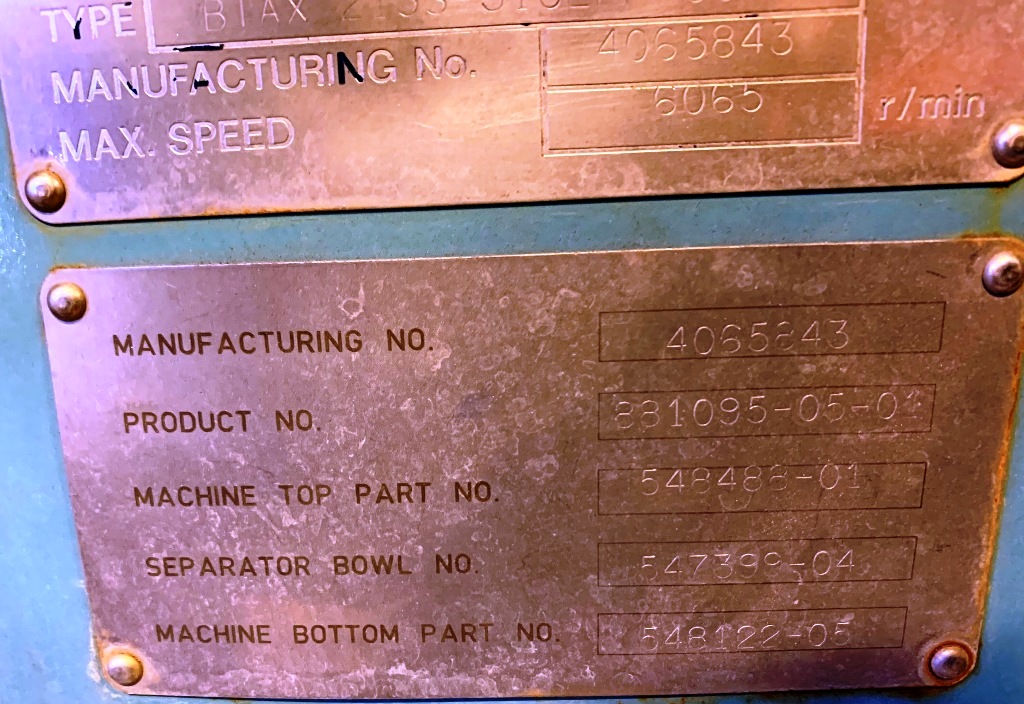 TYPE BTAX
MANUFACTURING No. 4065843
MAX. SPEED 6065 r/min
MANUFACTURING NO. 4065843
PRODUCT NO. 881095-05-01
MACHINE TOP PART NO. 548488-01
SEPARATOR BOWL NO. 547399-04
MACHINE BOTTOM PART NO. 548122-05